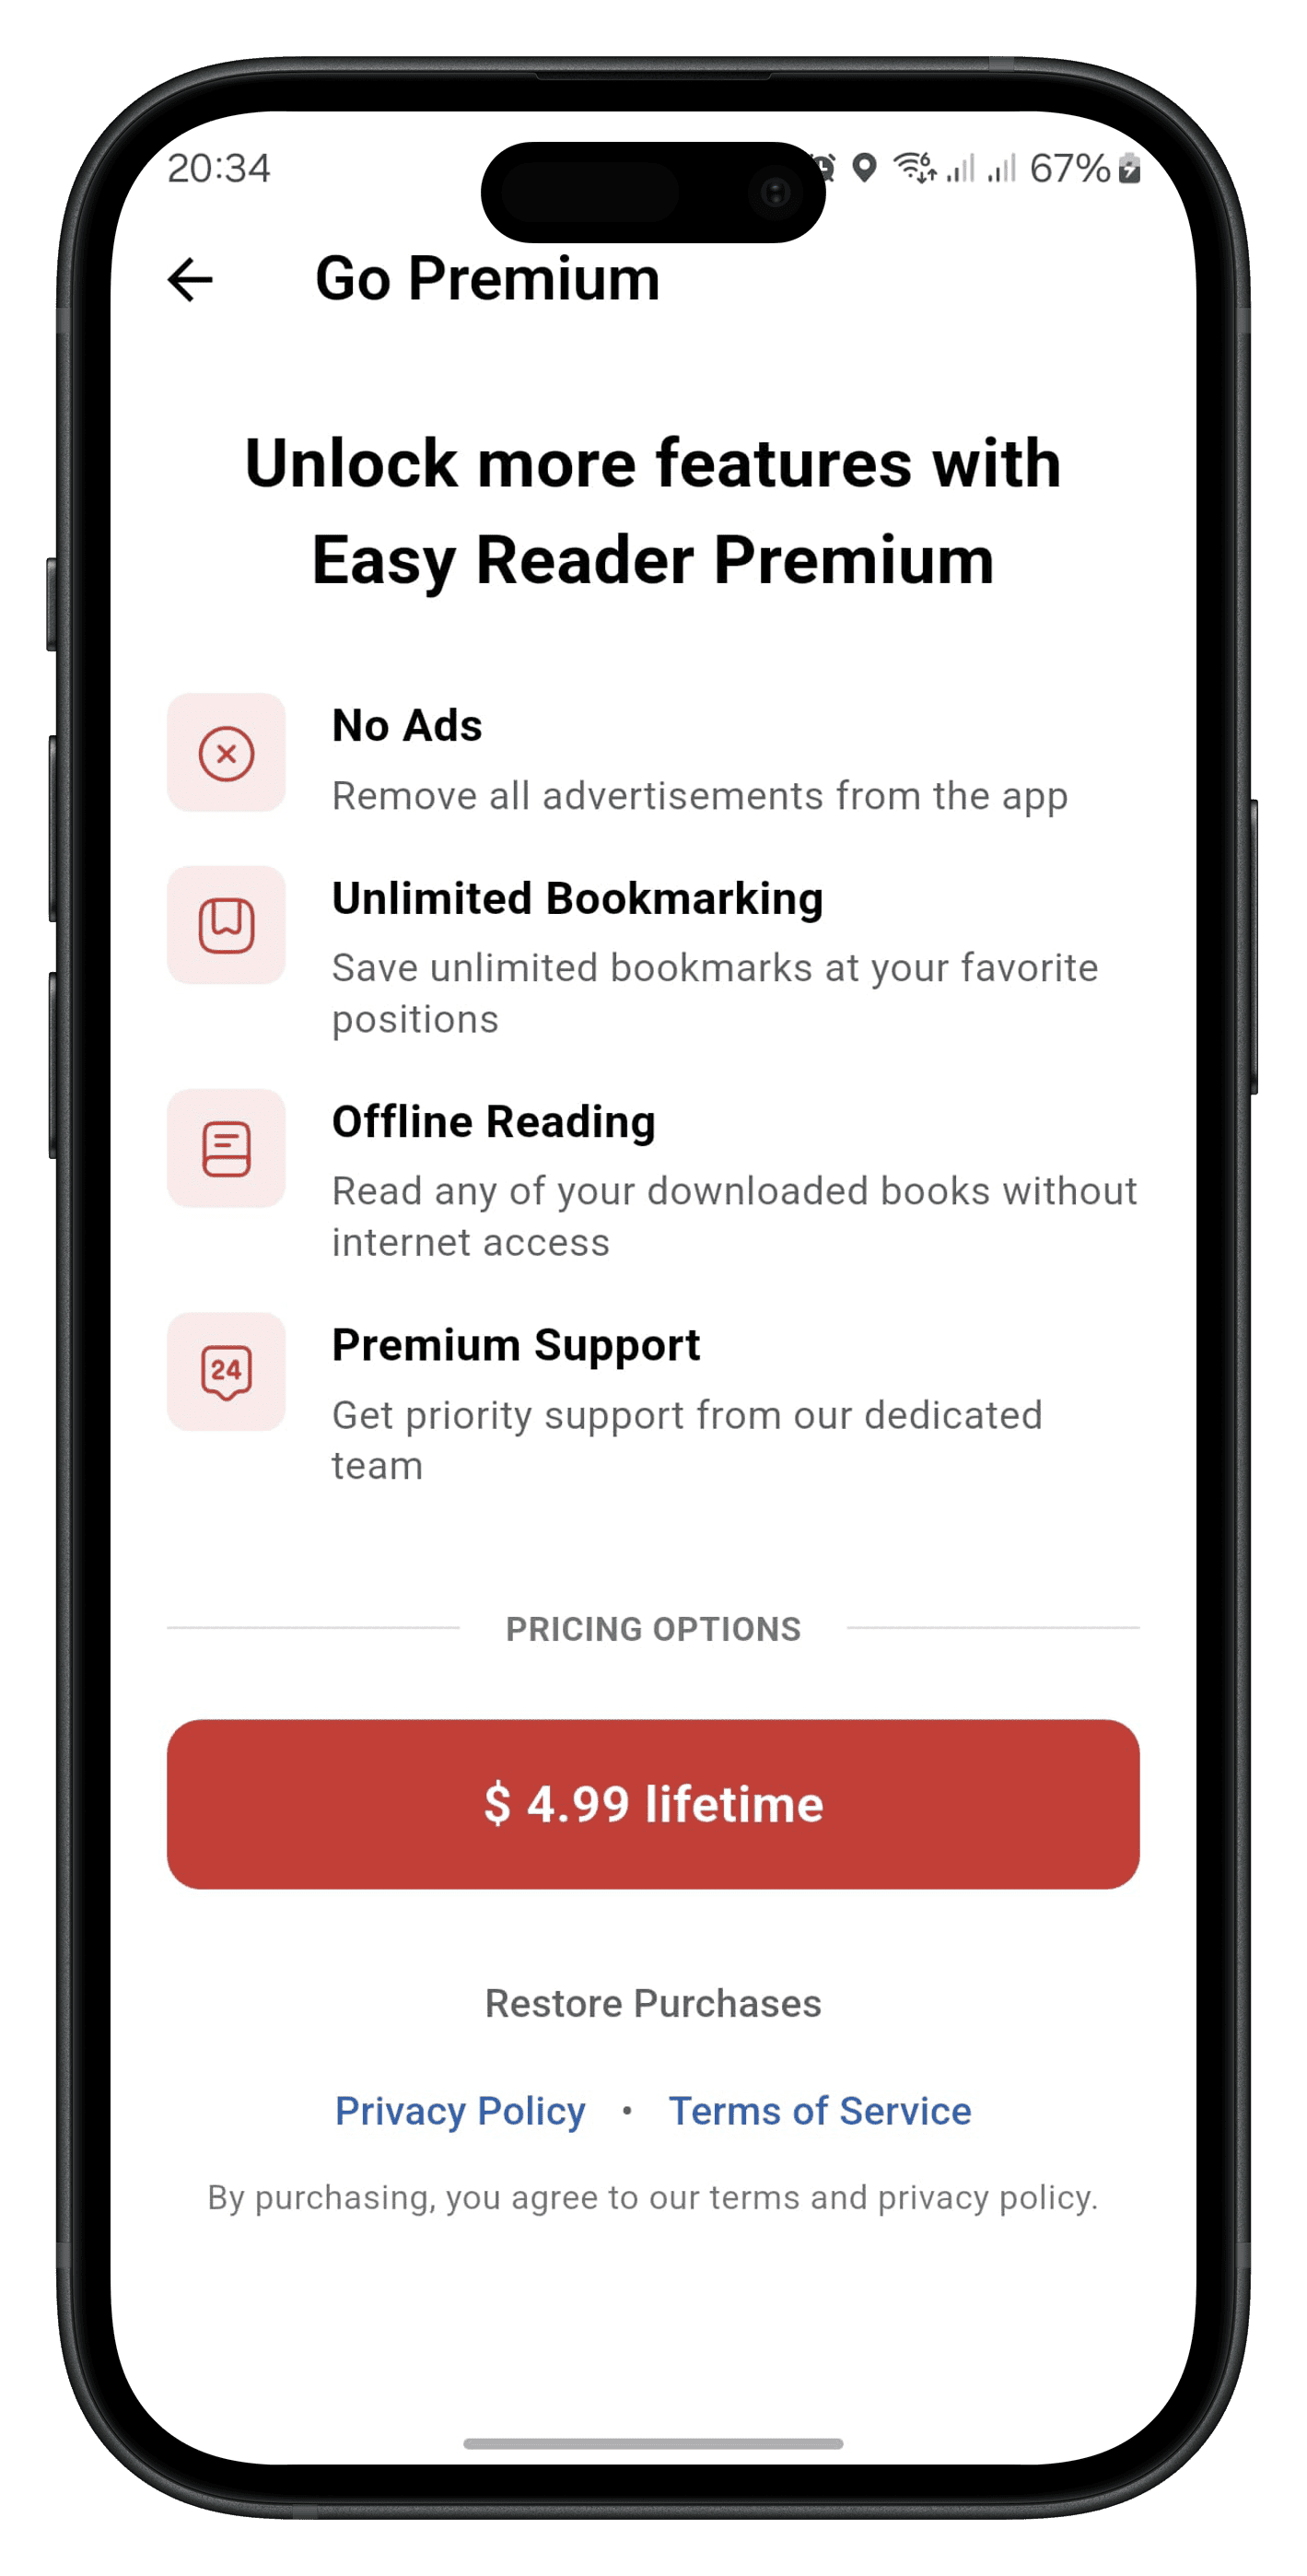 20:34
67%
Go Premium
Unlock more features with
Easy Reader Premium
No Ads
Remove all advertisements from the app
Unlimited Bookmarking
Save unlimited bookmarks at your favorite
positions
Offline Reading
Read any of your downloaded books without
internet access
24
Premium Support
Get priority support from our dedicated
team
PRICING OPTIONS
$ 4.99 lifetime
Restore Purchases
Privacy Policy • Terms of Service
By purchasing, you agree to our terms and privacy policy.